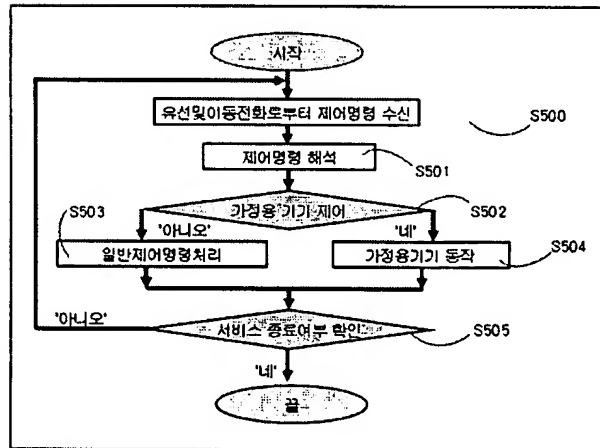 시작
유선및이동전화로부터 제어명령 수신
S500
제어명령 해석
S501
가정용 기기 제어
S502
S503
'아니오'
'네'
일반제어명령처리
가정용기기 동작
S504
'아니오'
서비스 종료여부 확인
S505
'네'
끝